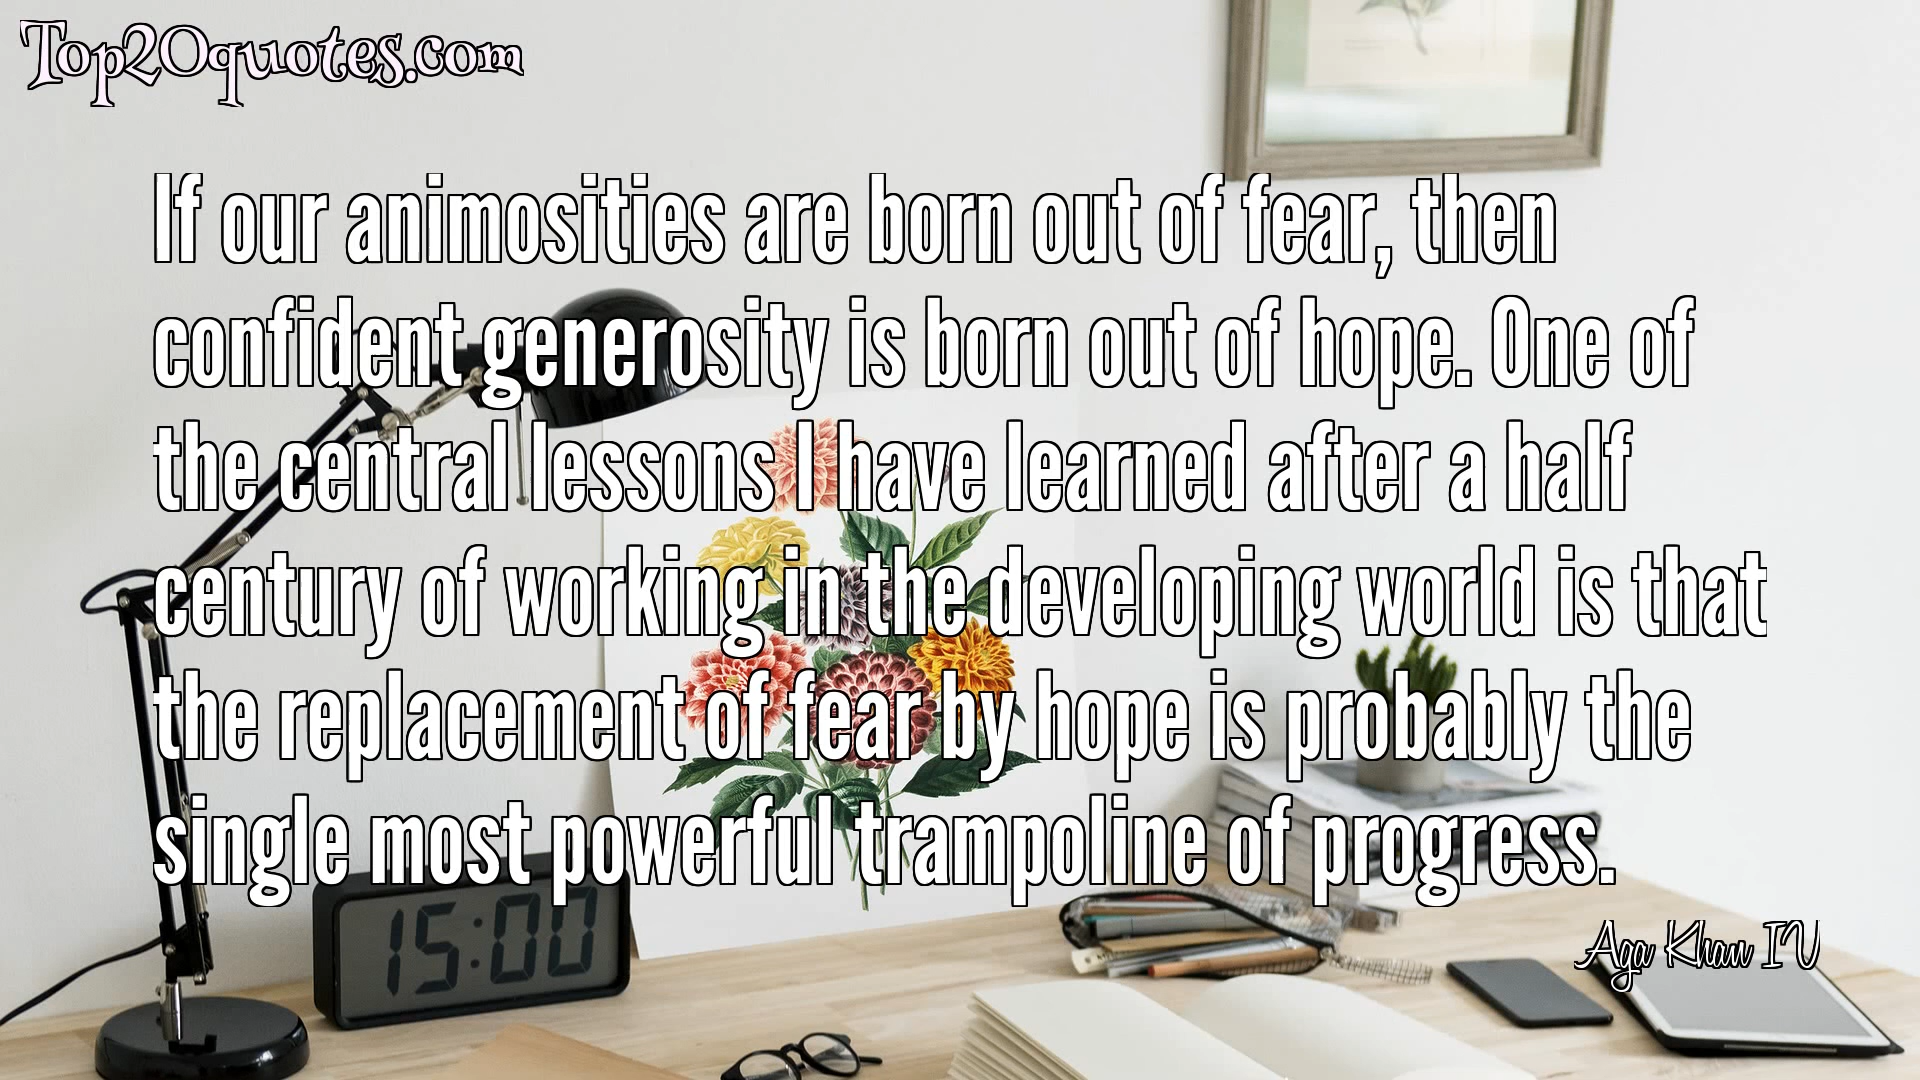 Top20quotes.com
If our animosities are born out of fear, then
confident generosity is born out of hope. One of
the central lessons I have learned after a half
century of working in the developing world is that
the replacement of fear by hope is probably the
single most powerful trampoline of progress.
Aga Khan IV
15:00